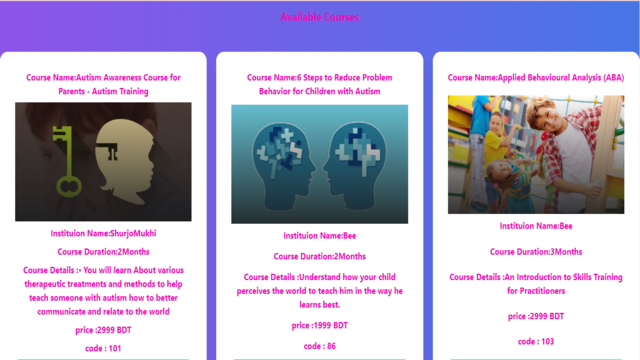 Available Courses
Course Name:Autism Awareness Course for
Parents - Autism Training
Instituion Name:ShurjoMukhi
Course Duration:2Months
Course Details :• You will learn About various
therapeutic treatments and methods to help
teach someone with autism how to better
communicate and relate to the world
price :2999 BDT
code : 101
Course Name:6 Steps to Reduce Problem
Behavior for Children with Autism
Instituion Name:Bee
Course Duration:2Months
Course Details :Understand how your child
perceives the world to teach him in the way he
learns best.
price :1999 BDT
code : 86
Course Name:Applied Behavioural Analysis (ABA)
Instituion Name:Bee
Course Duration:3Months
Course Details :An Introduction to Skills Training
for Practitioners
price :2999 BDT
code : 103